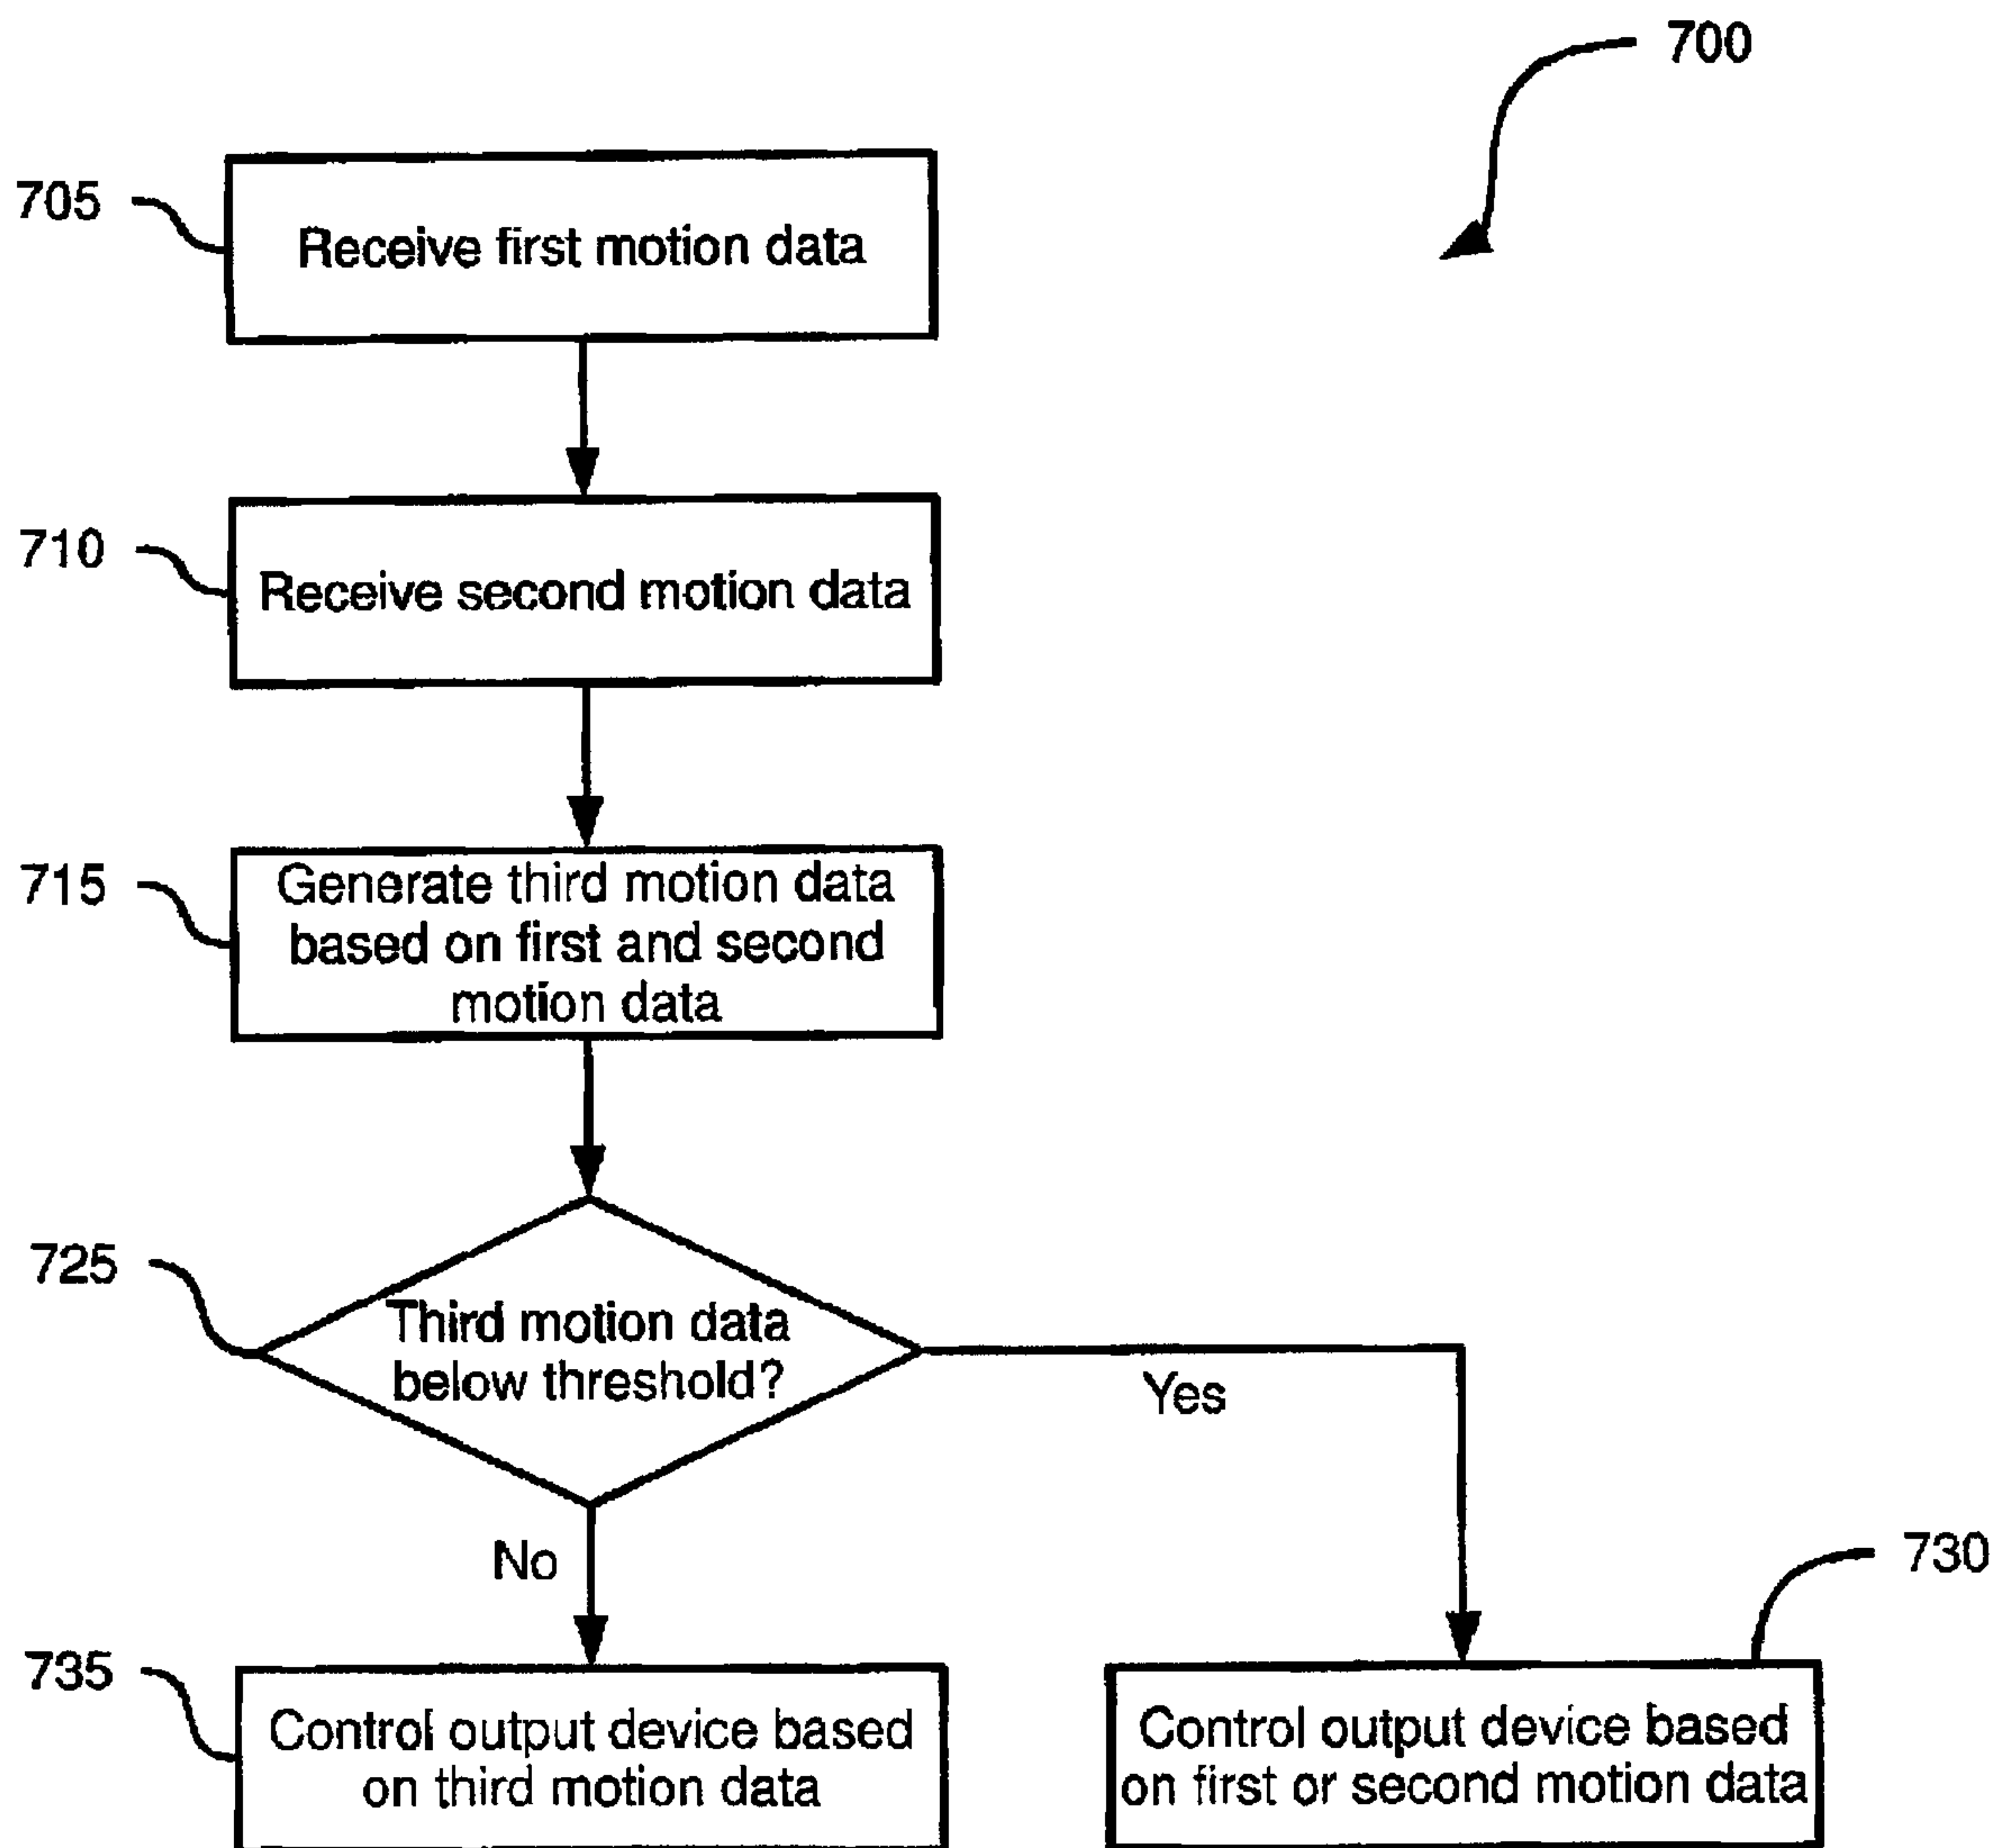 700
705
Receive first motion data
710
Receive second motion data
715
Generate third motion data
based on first and second
motion data
725
Third motion data
below threshold?
Yes
No
730
735
Control output device based
on third motion data
Control output device based
on first or second motion data